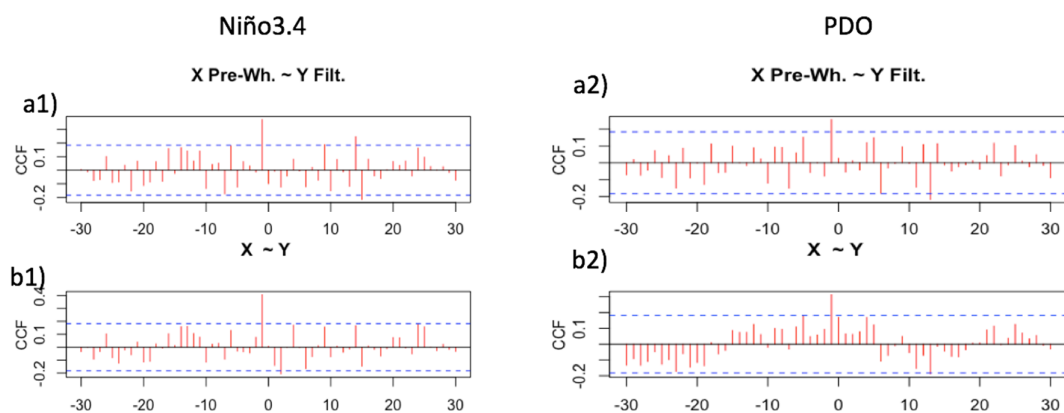 Niño3.4
PDO
X Pre-Wh. ~ Y Filt.
X Pre-Wh. ~ Y Filt.
a1)
a2)
CCF
-0.2 0.1
-30 -20 -10 0 10 20 30
CCF
-0.2 0.1
-30 -20 -10 0 10 20 30
X ~ Y
X ~ Y
b1)
b2)
CCF
-0.2 0.1 0.4
-30 -20 -10 0 10 20 30
CCF
-0.2 0.1
-30 -20 -10 0 10 20 30